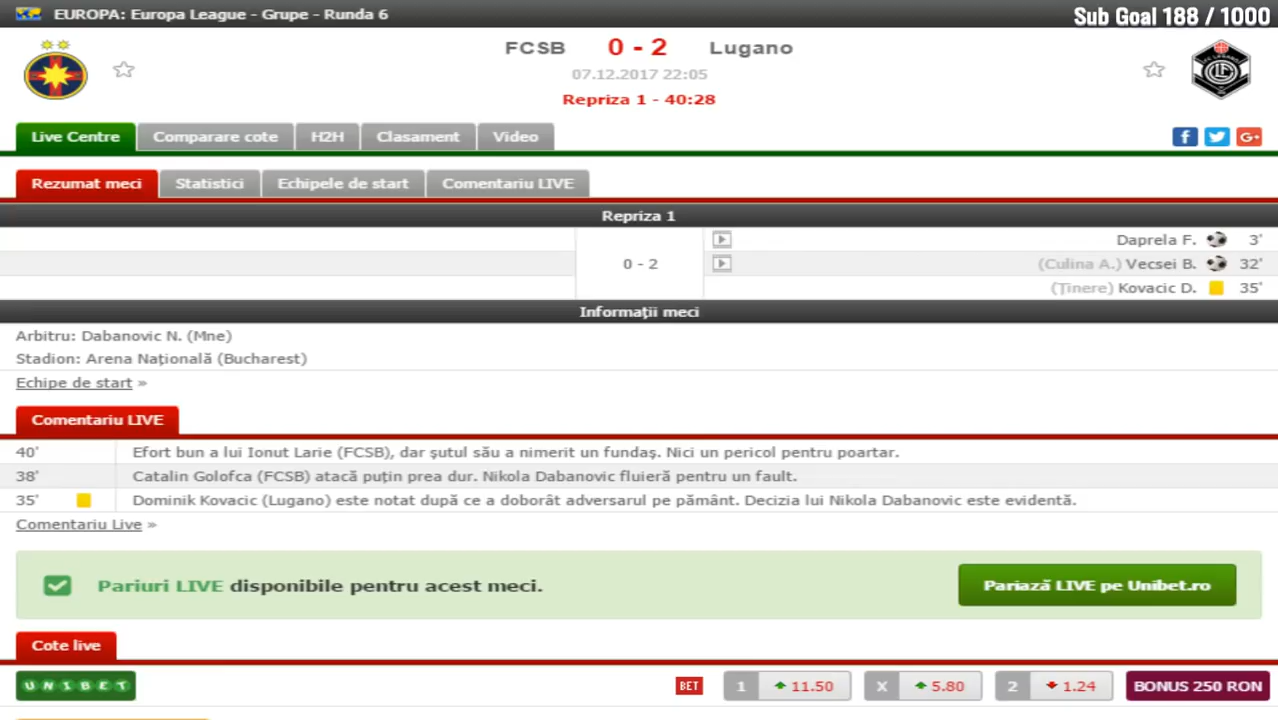 EUROPA: Europa League - Grupe - Runda 6
Sub Goal 188 / 1000
FCSB 0 - 2 Lugano
07.12.2017 22:05
Repriza 1 - 40:28
Live Centre Comparare cote H2H Clasament Video
Rezumat meci Statistici Echipele de start Comentariu LIVE
Repriza 1
Daprela F. 3'
0 - 2 (Culina A.) Vecsei B. 32'
(Ținere) Kovacic D. 35'
Informații meci
Arbitru: Dabanovic N. (Mne)
Stadion: Arena Națională (Bucharest)
Echipe de start »
Comentariu LIVE
40' Efort bun a lui Ionut Larie (FCSB), dar șutul său a nimerit un fundaș. Nici un pericol pentru poartar.
38' Catalin Golofca (FCSB) atacă puțin prea dur. Nikola Dabanovic fluieră pentru un fault.
35' Dominik Kovacic (Lugano) este notat după ce a doborât adversarul pe pământ. Decizia lui Nikola Dabanovic este evidentă.
Comentariu Live »
Pariuri LIVE disponibile pentru acest meci.
Pariază LIVE pe Unibet.ro
Cote live
UNIBET BET 1 11.50 X 5.80 2 1.24 BONUS 250 RON